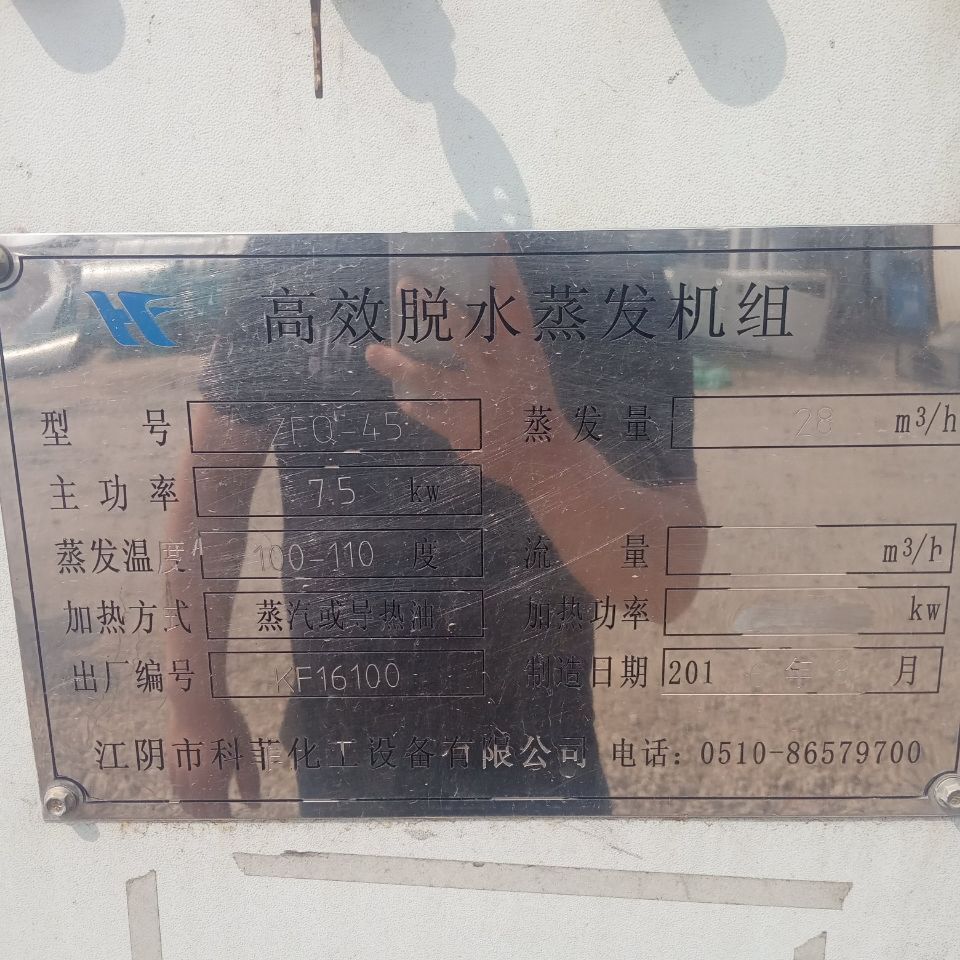 HF 高效脱水蒸发机组
型号 ZFQ-45 蒸发量 28 m³/h
主功率 7.5 kw
蒸发温度 100-110 度 流量 m³/h
加热方式 蒸汽或导热油 加热功率 kw
出厂编号 KF16100 制造日期 201 年 月
江阴市科菲化工设备有限公司 电话:0510-86579700